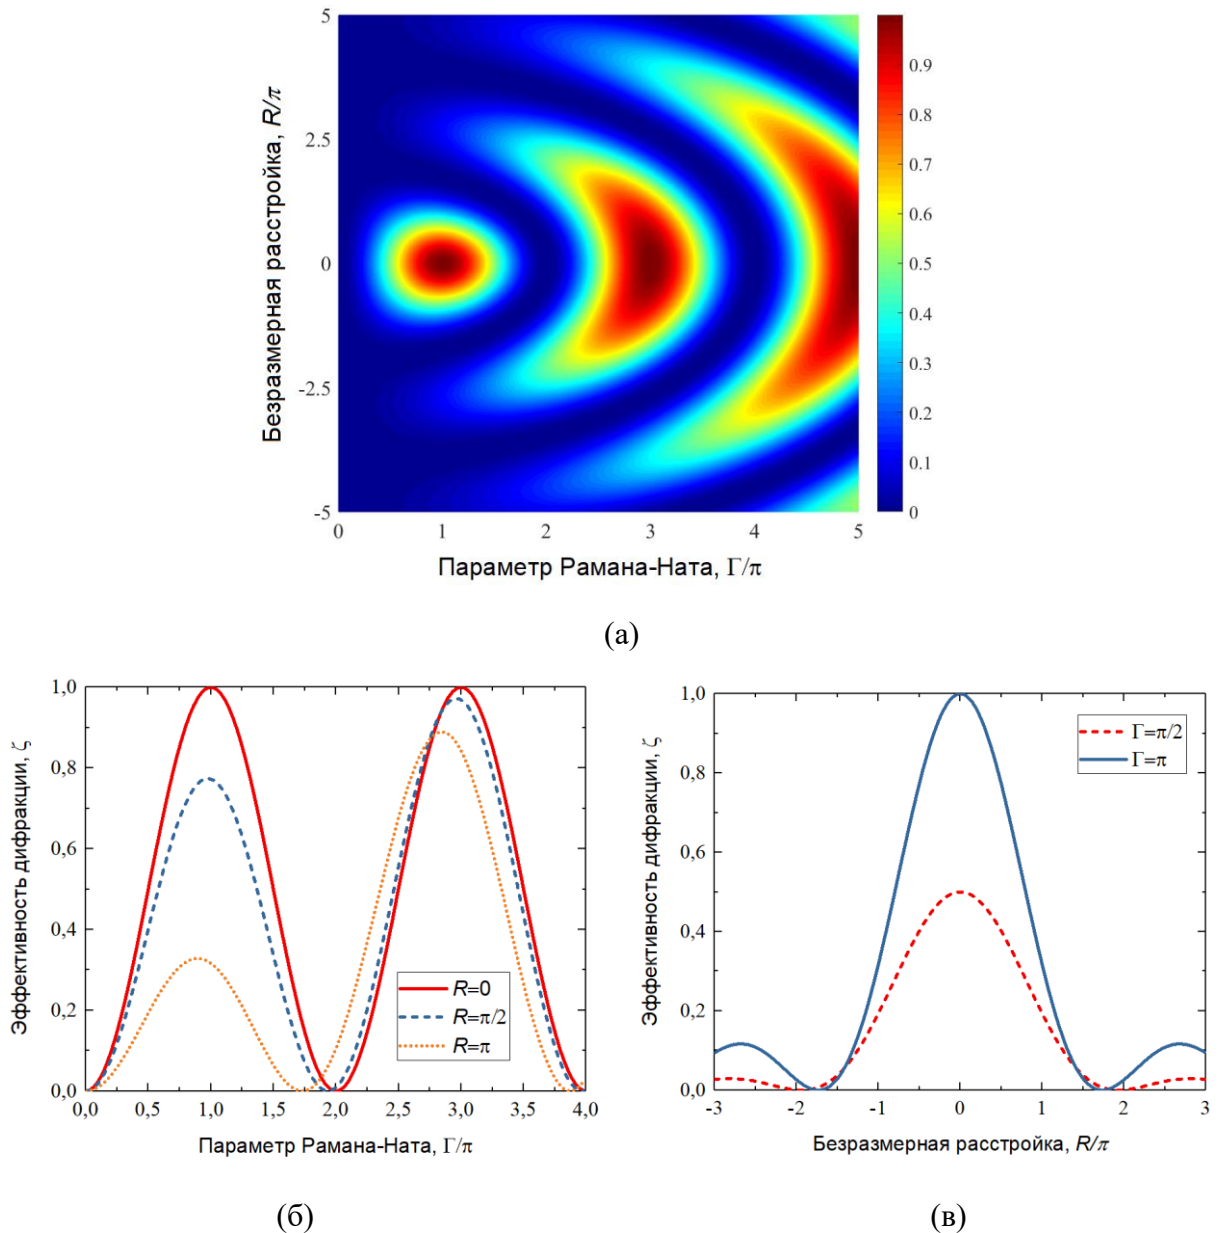 5
2.5
0
-2.5
-5
Безразмерная расстройка, R/π
0 1 2 3 4 5
Параметр Рамана-Ната, Γ/π
0.9
0.8
0.7
0.6
0.5
0.4
0.3
0.2
0.1
0
(а)
1,0
0,8
0,6
0,4
0,2
0,0
Эффективность дифракции, ζ
R=0
R=π/2
R=π
0,0 0,5 1,0 1,5 2,0 2,5 3,0 3,5 4,0
Параметр Рамана-Ната, Γ/π
(б)
1,0
0,8
0,6
0,4
0,2
0,0
Эффективность дифракции, ζ
Γ=π/2
Γ=π
-3 -2 -1 0 1 2 3
Безразмерная расстройка, R/π
(в)